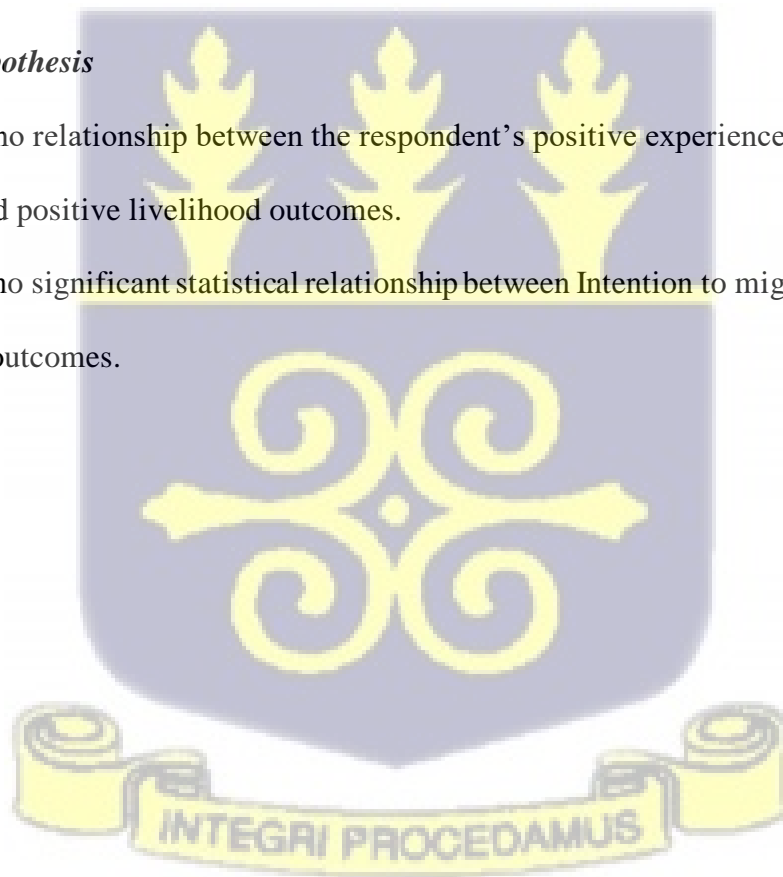 othesis
no relationship between the respondent’s positive experience
d positive livelihood outcomes.
no significant statistical relationship between Intention to mig
outcomes.
INTEGRI PROCEDAMUS